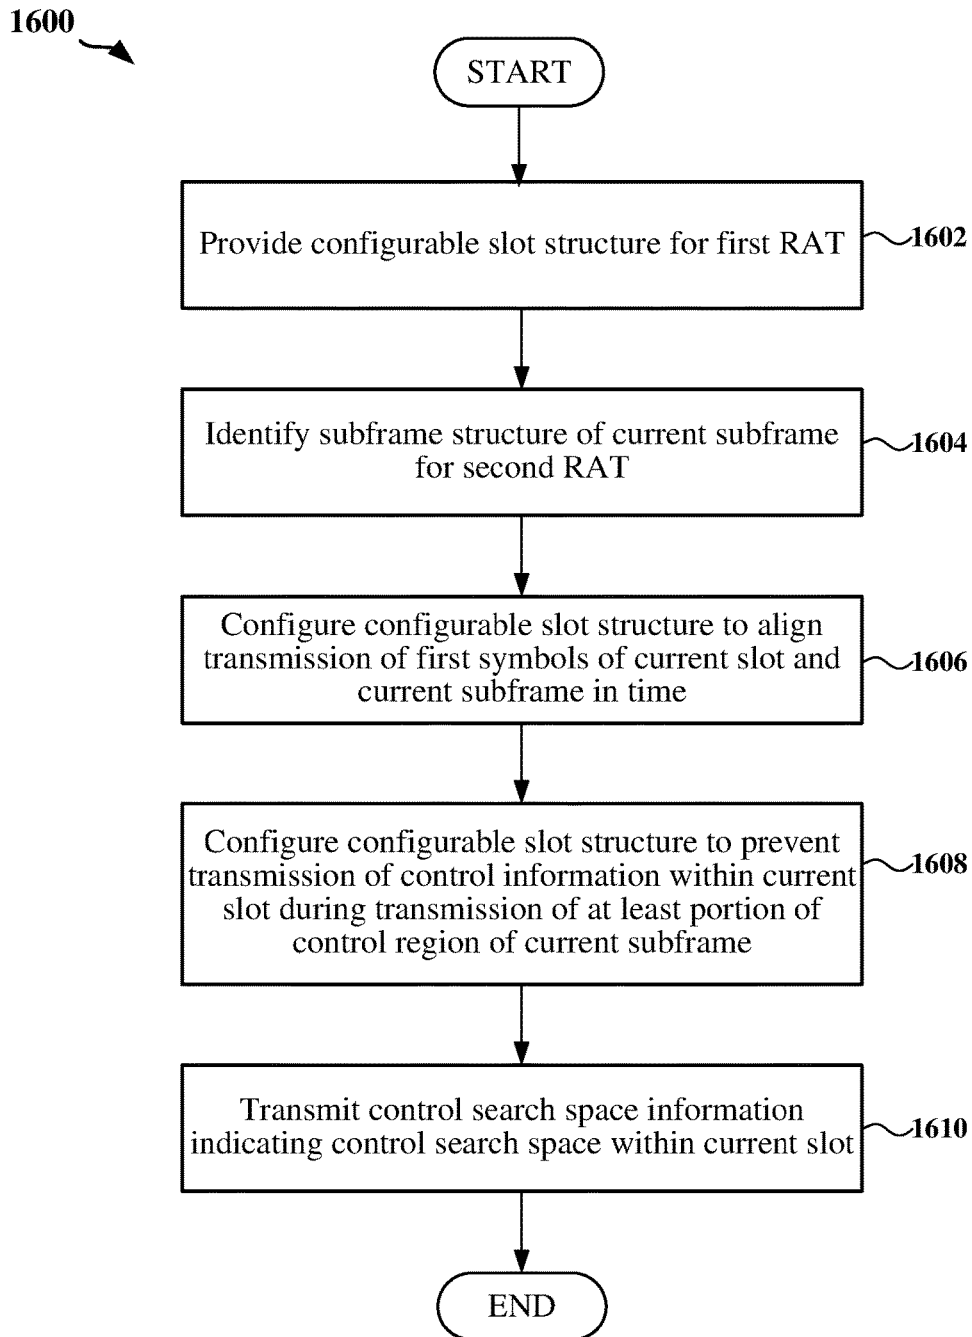 1600
START
Provide configurable slot structure for first RAT
1602
Identify subframe structure of current subframe
for second RAT
1604
Configure configurable slot structure to align
transmission of first symbols of current slot and
current subframe in time
1606
Configure configurable slot structure to prevent
transmission of control information within current
slot during transmission of at least portion of
control region of current subframe
1608
Transmit control search space information
indicating control search space within current slot
1610
END